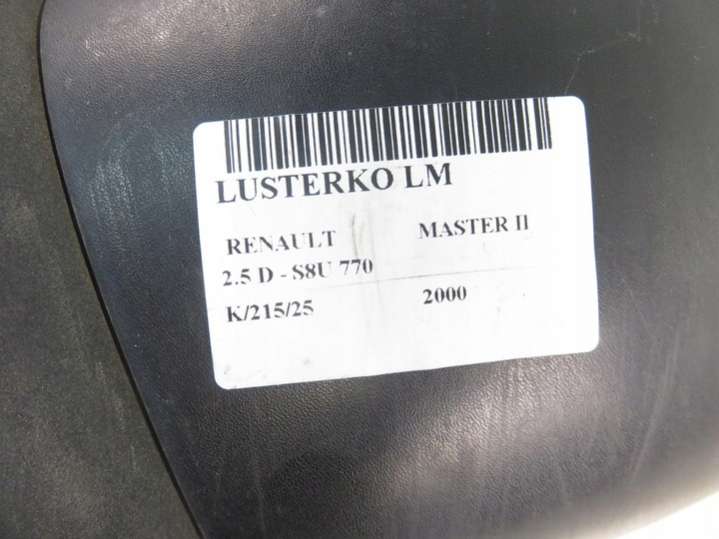 LUSTERKO LM
RENAULT MASTER II
2.5 D - S8U 770
K/215/25 2000